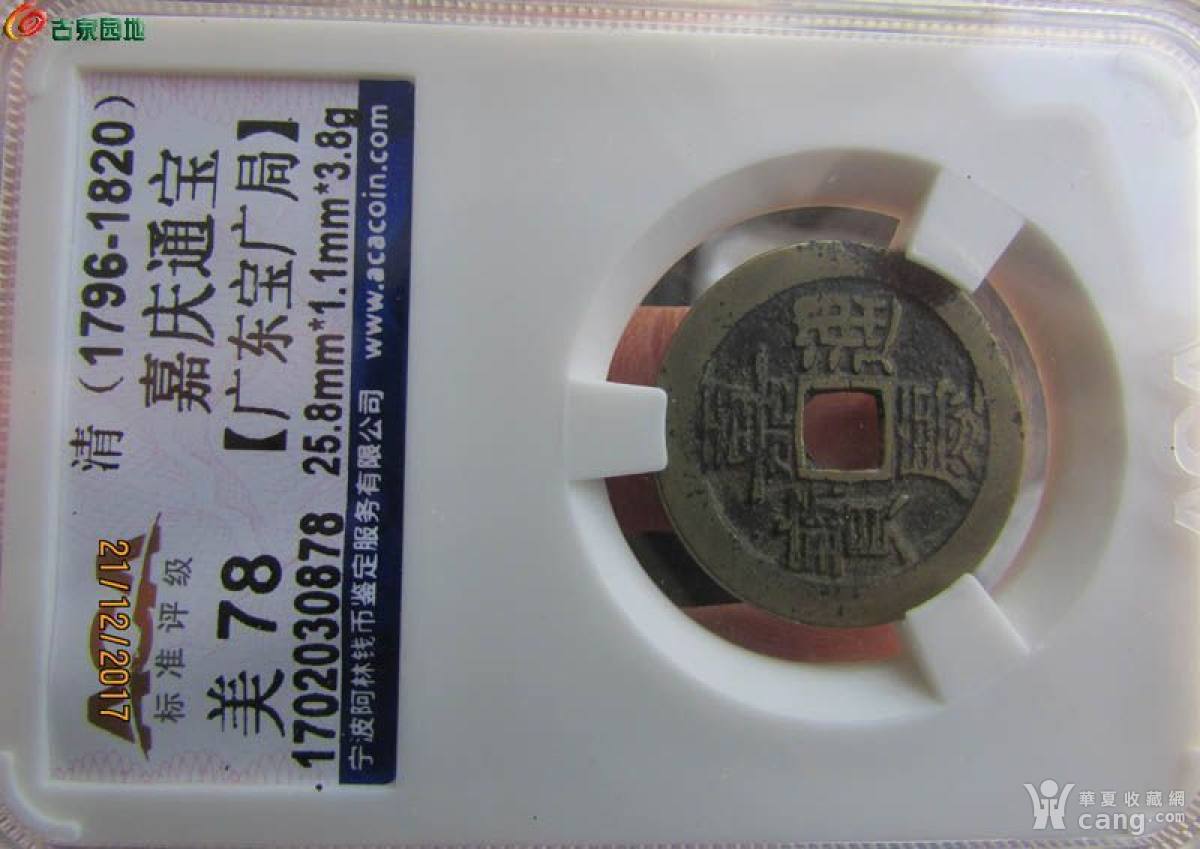 古泉园地
清（1796-1820）
嘉庆通宝
【广东宝广局】
美 78
25.8mm*1.1mm*3.8g
1702030878
ACA
标准评级
21/12/2017
宁波阿林钱币鉴定服务有限公司 www.acacoin.com
嘉慶通寶
華夏收藏網
cang.com